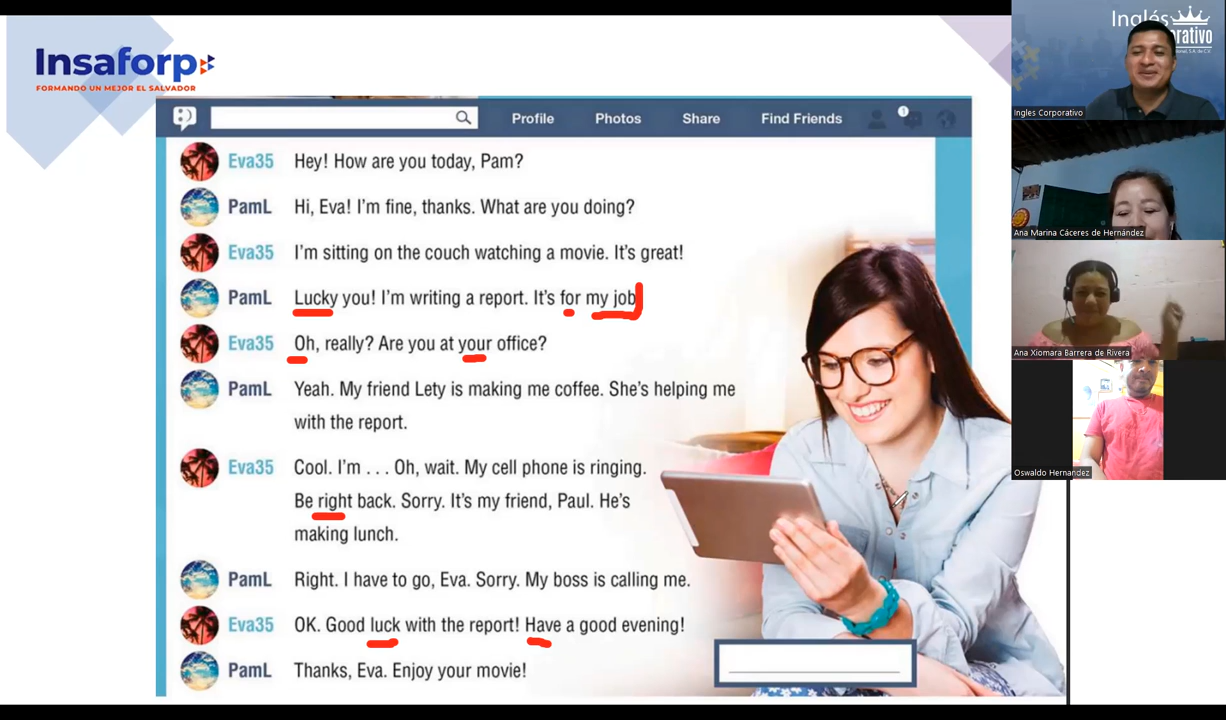 Insaforp
FORMANDO UN MEJOR EL SALVADOR
Profile Photos Share Find Friends 1
Eva35 Hey! How are you today, Pam?
PamL Hi, Eva! I'm fine, thanks. What are you doing?
Eva35 I'm sitting on the couch watching a movie. It's great!
PamL Lucky you! I'm writing a report. It's for my job
Eva35 Oh, really? Are you at your office?
PamL Yeah. My friend Lety is making me coffee. She's helping me
with the report.
Eva35 Cool. I'm . . . Oh, wait. My cell phone is ringing.
Be right back. Sorry. It's my friend, Paul. He's
making lunch.
PamL Right. I have to go, Eva. Sorry. My boss is calling me.
Eva35 OK. Good luck with the report! Have a good evening!
PamL Thanks, Eva. Enjoy your movie!
Inglés
Ingles Corporativo
Ana Marina Cáceres de Hernández
Ana Xiomara Barrera de Rivera
Oswaldo Hernandez